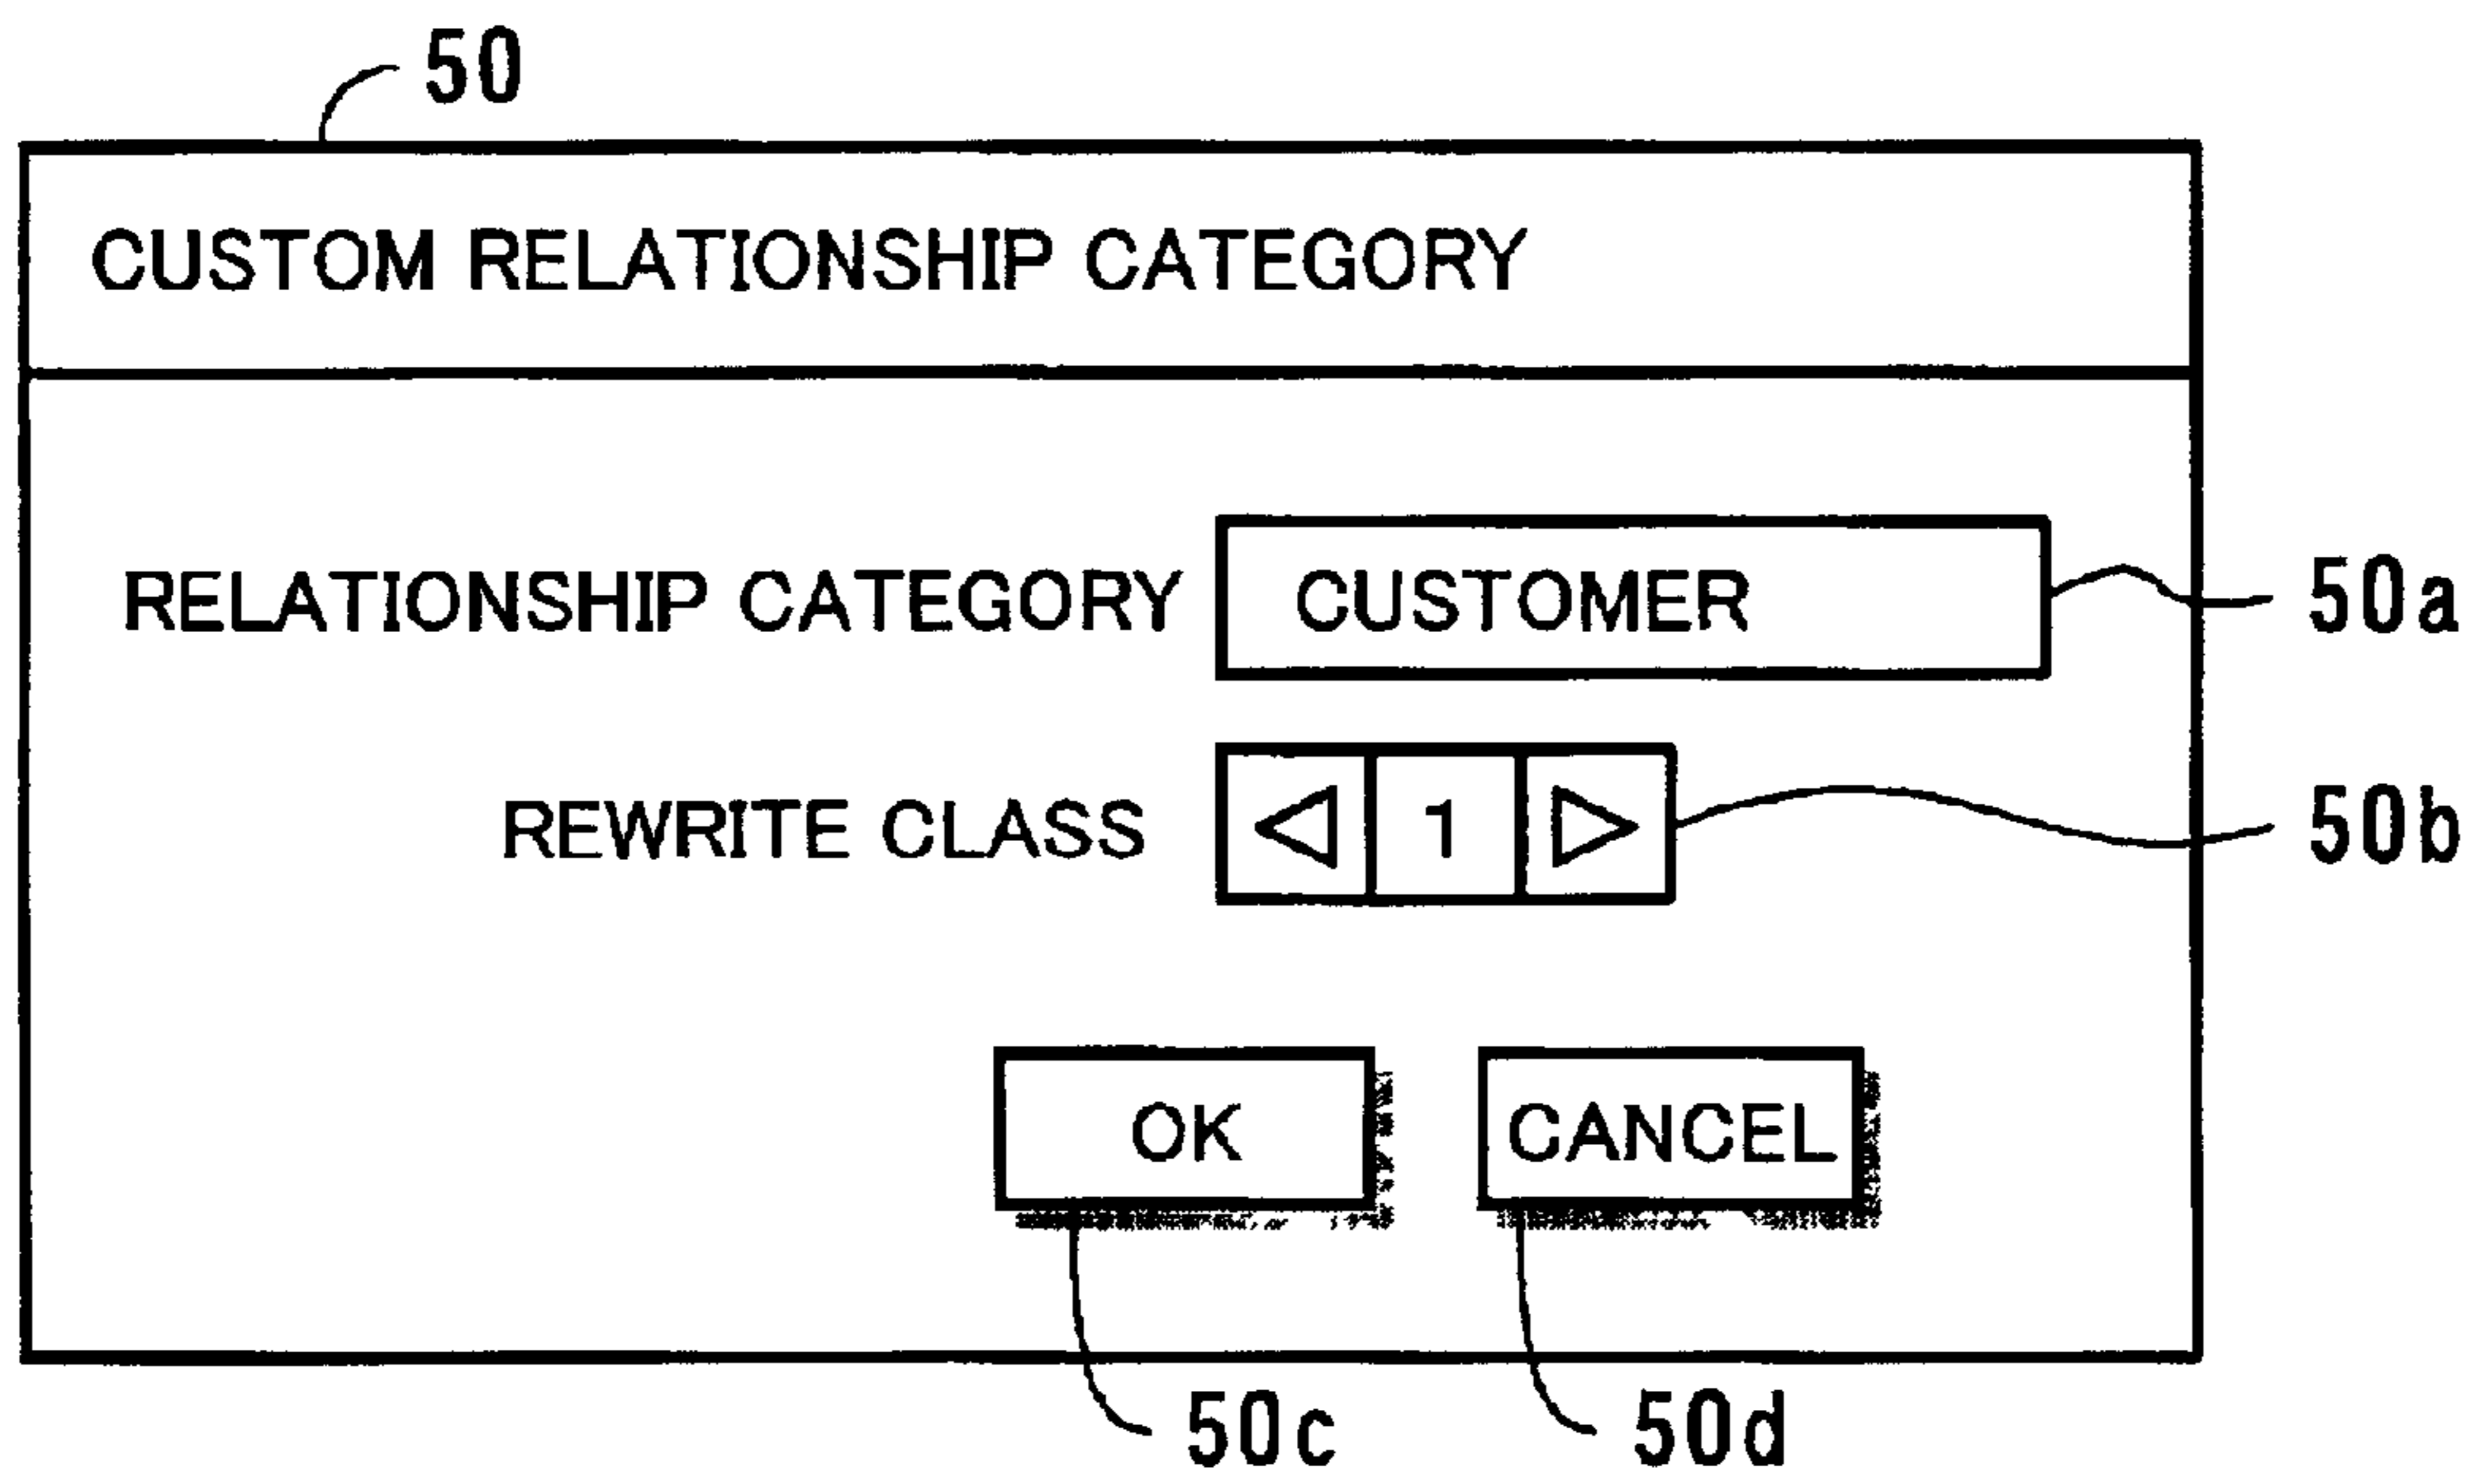 50
CUSTOM RELATIONSHIP CATEGORY
RELATIONSHIP CATEGORY CUSTOMER 50a
REWRITE CLASS 1 50b
OK CANCEL
50c 50d